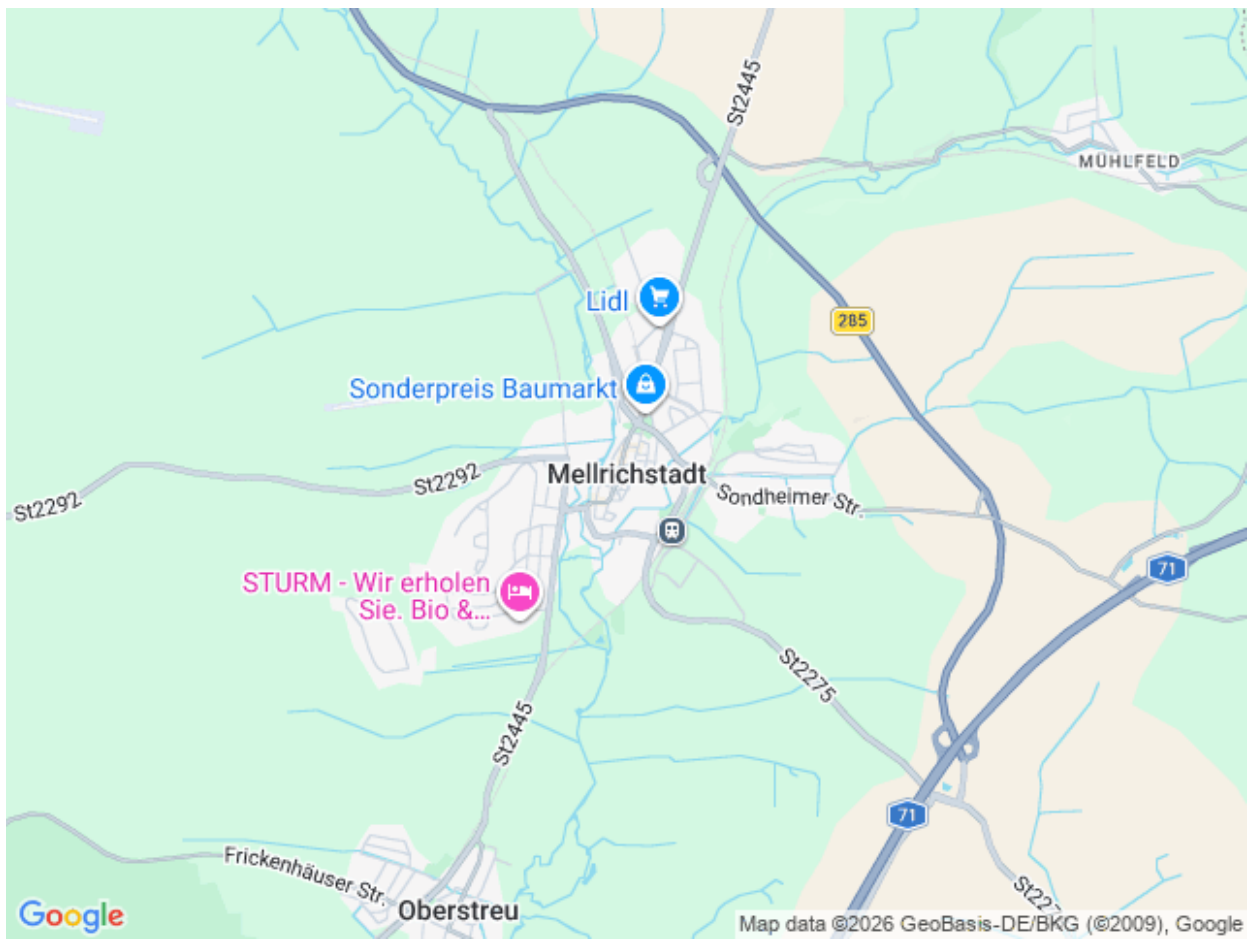 St2445
MÜHLFELD
Lidl
285
Sonderpreis Baumarkt
Mellrichstadt
St2292
St2292
Sondheimer Str.
71
STURM - Wir erholen
Sie. Bio &...
St2275
St2445
71
Frickenhäuser Str.
Oberstreu
Google
Map data ©2026 GeoBasis-DE/BKG (©2009), Google